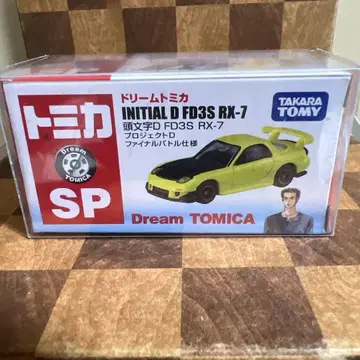 トミカ
Dream
TOMICA
SP
ドリームトミカ
INITIAL D FD3S RX-7
頭文字D FD3S RX-7
プロジェクトD
ファイナルバトル仕様
TAKARA
TOMY
Dream TOMICA